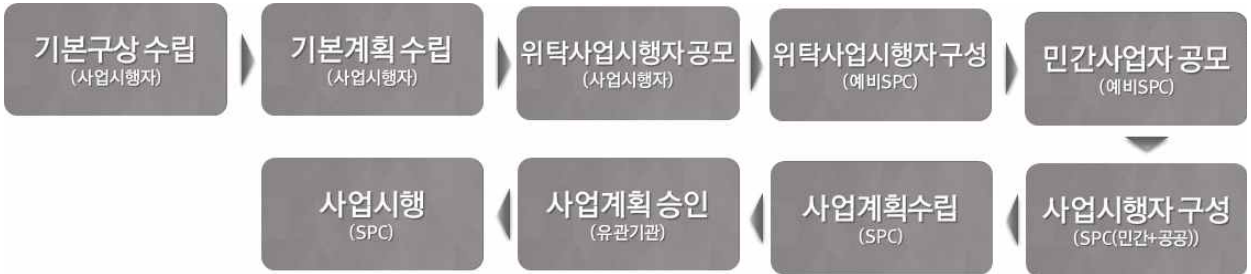 기본구상 수립
(사업시행자)
기본계획 수립
(사업시행자)
위탁사업시행자 공모
(사업시행자)
위탁사업시행자 구성
(예비SPC)
민간사업자 공모
(예비SPC)
사업시행자 구성
(SPC(민간+공공))
사업계획수립
(SPC)
사업계획 승인
(유관기관)
사업시행
(SPC)